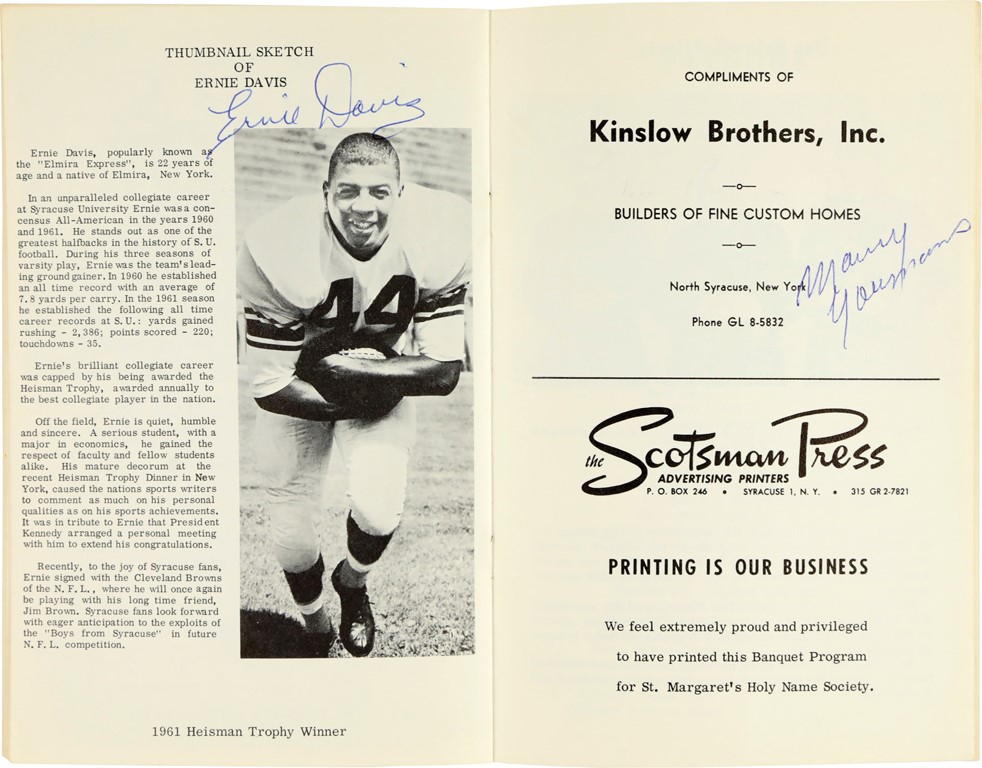 THUMBNAIL SKETCH
OF
ERNIE DAVIS
Ernie Davis
Ernie Davis, popularly known as
the "Elmira Express", is 22 years of
age and a native of Elmira, New York.
In an unparalleled collegiate career
at Syracuse University Ernie was a con-
census All-American in the years 1960
and 1961. He stands out as one of the
greatest halfbacks in the history of S. U.
football. During his three seasons of
varsity play, Ernie was the team's lead-
ing ground gainer. In 1960 he established
an all time record with an average of
7.8 yards per carry. In the 1961 season
he established the following all time
career records at S. U.: yards gained
rushing - 2,386; points scored - 220;
touchdowns - 35.
Ernie's brilliant collegiate career
was capped by his being awarded the
Heisman Trophy, awarded annually to
the best collegiate player in the nation.
Off the field, Ernie is quiet, humble
and sincere. A serious student, with a
major in economics, he gained the
respect of faculty and fellow students
alike. His mature decorum at the
recent Heisman Trophy Dinner in New
York, caused the nations sports writers
to comment as much on his personal
qualities as on his sports achievements.
It was in tribute to Ernie that President
Kennedy arranged a personal meeting
with him to extend his congratulations.
Recently, to the joy of Syracuse fans,
Ernie signed with the Cleveland Browns
of the N. F. L., where he will once again
be playing with his long time friend,
Jim Brown. Syracuse fans look forward
with eager anticipation to the exploits of
the "Boys from Syracuse" in future
N. F. L. competition.
44
1961 Heisman Trophy Winner
COMPLIMENTS OF
Kinslow Brothers, Inc.
BUILDERS OF FINE CUSTOM HOMES
North Syracuse, New York
Phone GL 8-5832
the Scotsman Press
ADVERTISING PRINTERS
P. O. BOX 246 • SYRACUSE 1, N. Y. • 315 GR 2-7821
PRINTING IS OUR BUSINESS
We feel extremely proud and privileged
to have printed this Banquet Program
for St. Margaret's Holy Name Society.